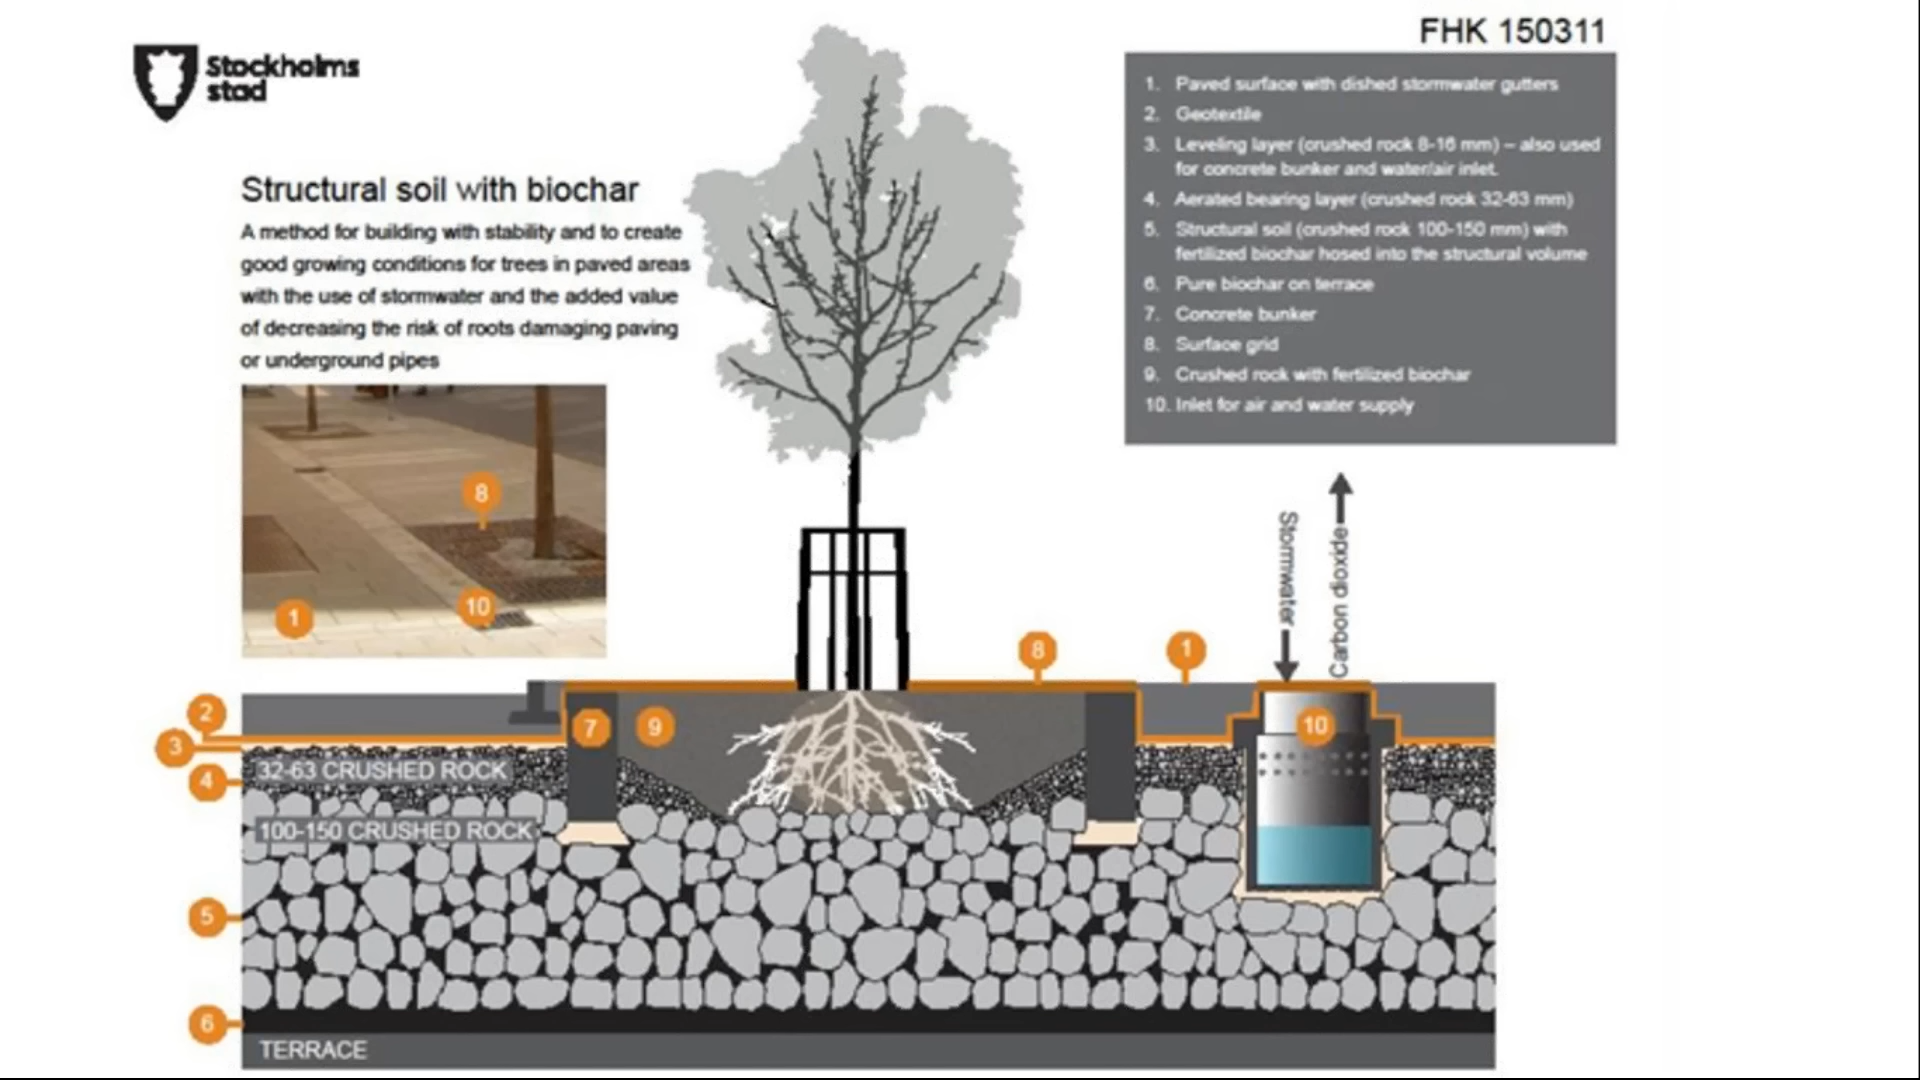 FHK 150311
Stockholms
stad
1. Paved surface with dished stormwater gutters
2. Geotextile
3. Leveling layer (crushed rock 8-16 mm) – also used
for concrete bunker and water/air inlet.
4. Aerated bearing layer (crushed rock 32-63 mm)
5. Structural soil (crushed rock 100-150 mm) with
fertilized biochar hosed into the structural volume
6. Pure biochar on terrace
7. Concrete bunker
8. Surface grid
9. Crushed rock with fertilized biochar
10. Inlet for air and water supply
Structural soil with biochar
A method for building with stability and to create
good growing conditions for trees in paved areas
with the use of stormwater and the added value
of decreasing the risk of roots damaging paving
or underground pipes
8
10
1
Stormwater
Carbon dioxide
8
1
2
7
9
10
3
32-63 CRUSHED ROCK
4
100-150 CRUSHED ROCK
5
6
TERRACE